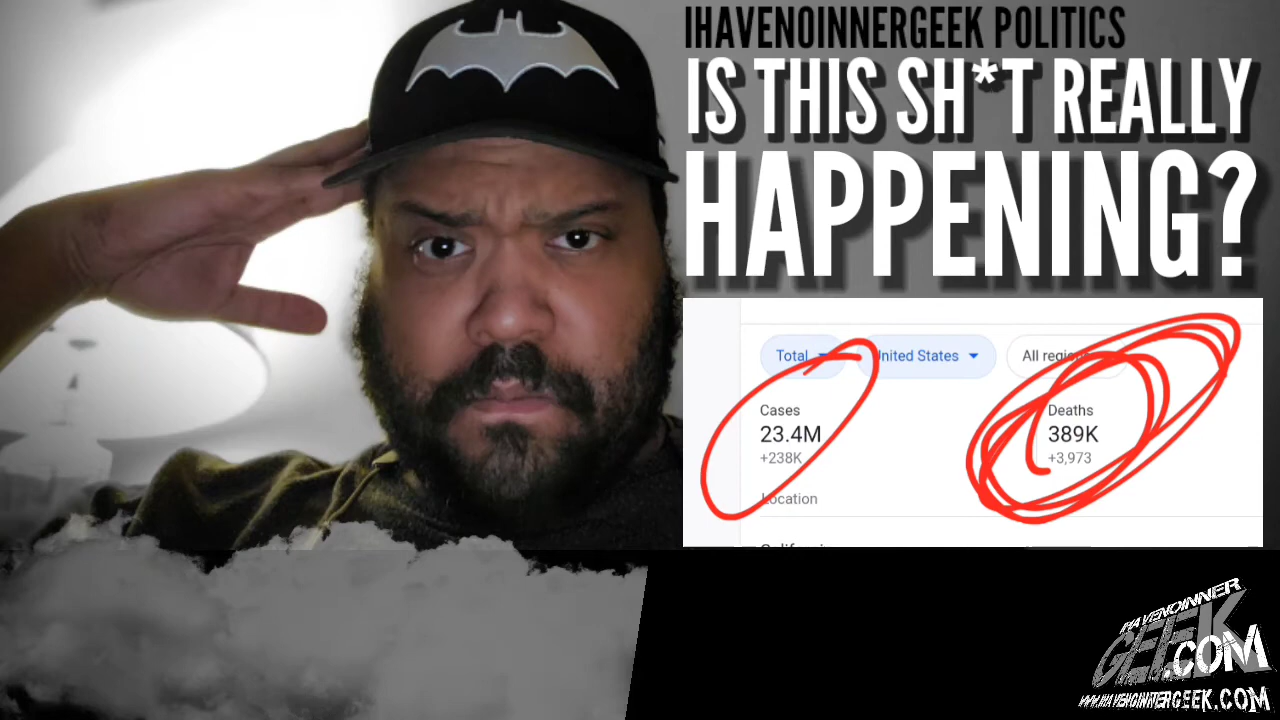 IHAVENOINNERGEEK POLITICS
IS THIS SH*T REALLY
HAPPENING?
Total
United States
All regions
Cases
Deaths
23.4M
389K
+238K
+3,973
Location
IHAVENOINNER
GEEK
.COM
WWW.IHAVENOINNERGEEK.COM